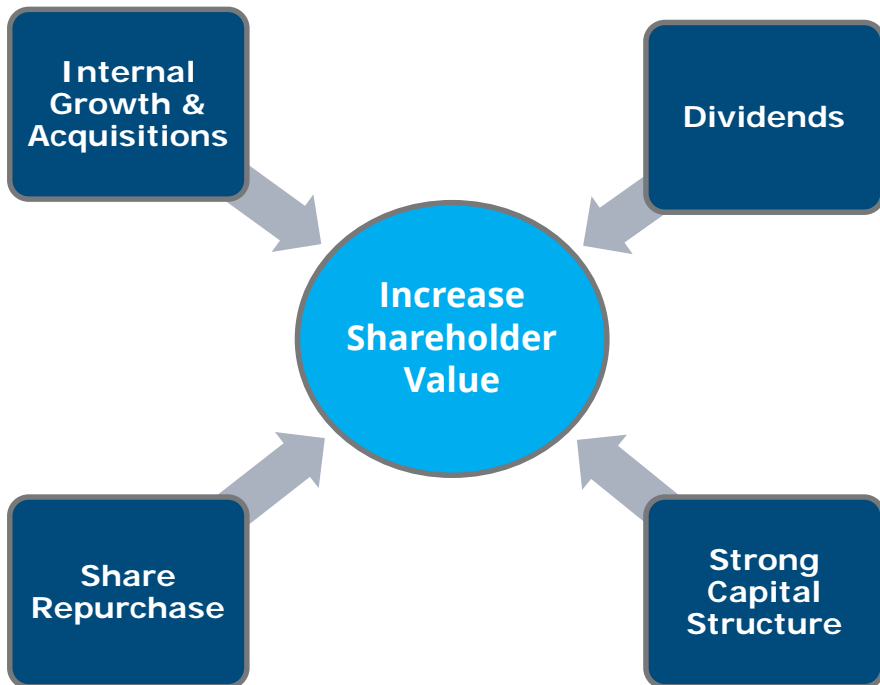 Internal
Growth &
Acquisitions
Dividends
Increase
Shareholder
Value
Share
Repurchase
Strong
Capital
Structure